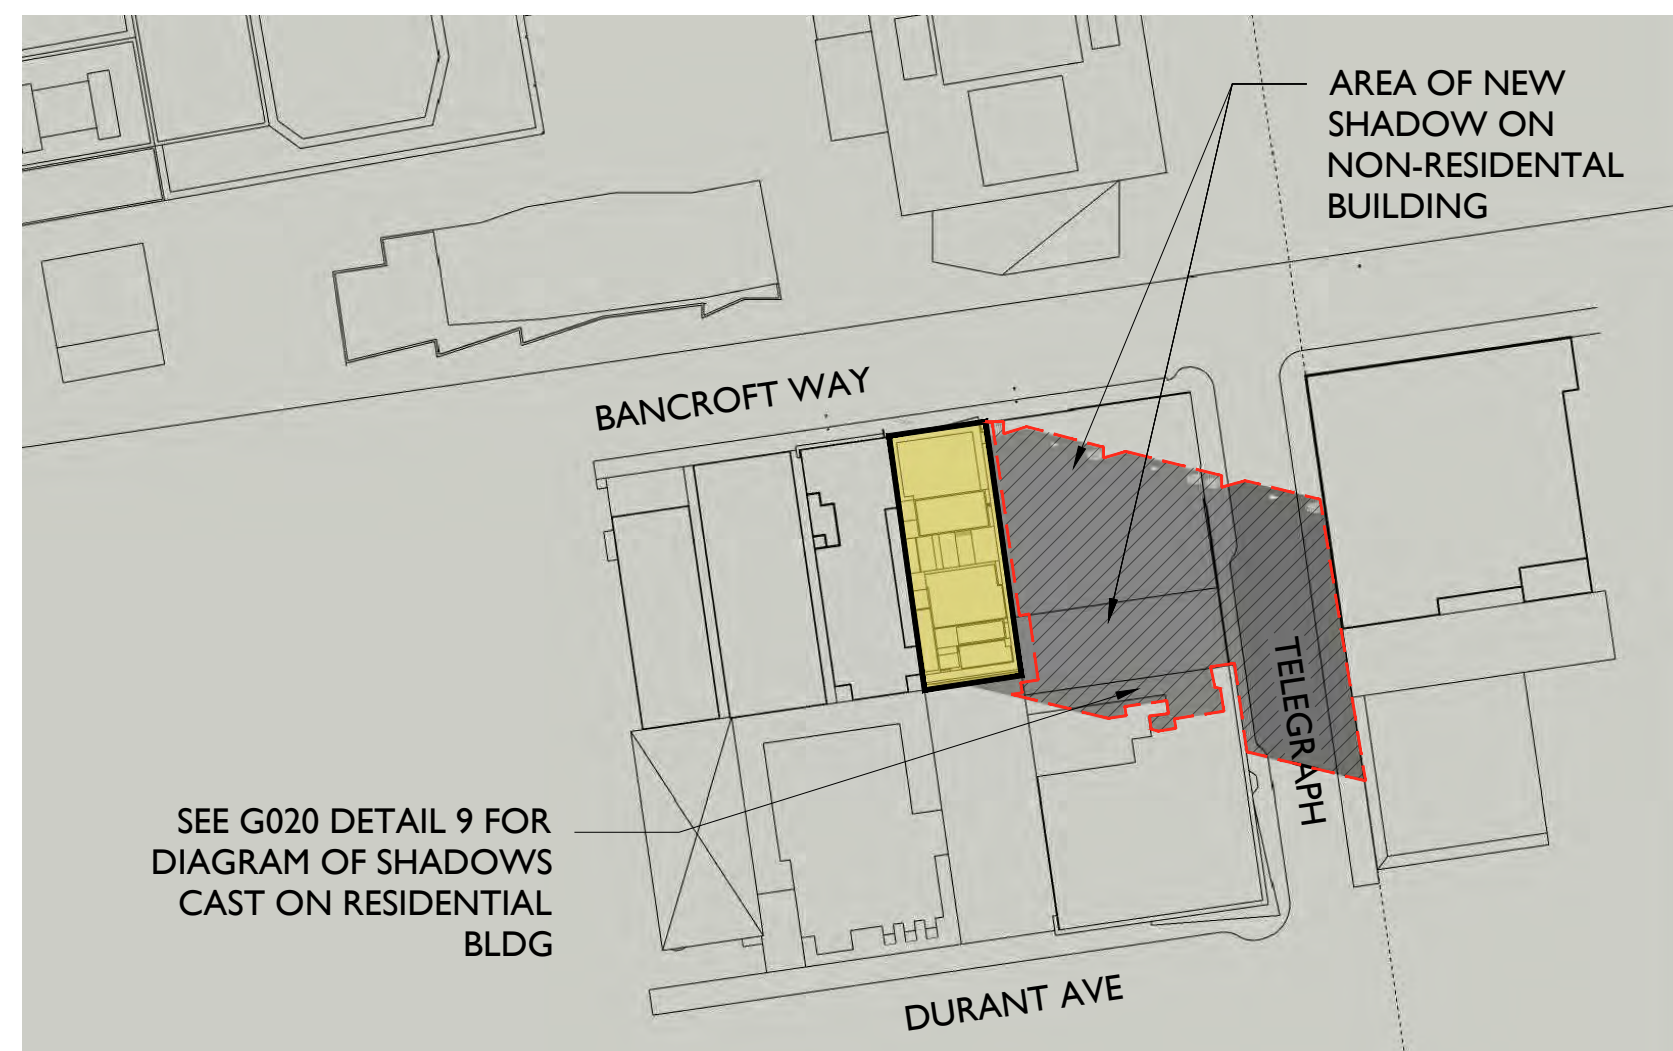 AREA OF NEW
SHADOW ON
NON-RESIDENTAL
BUILDING
BANCROFT WAY
TELEGRAPH
SEE G020 DETAIL 9 FOR
DIAGRAM OF SHADOWS
CAST ON RESIDENTIAL
BLDG
DURANT AVE